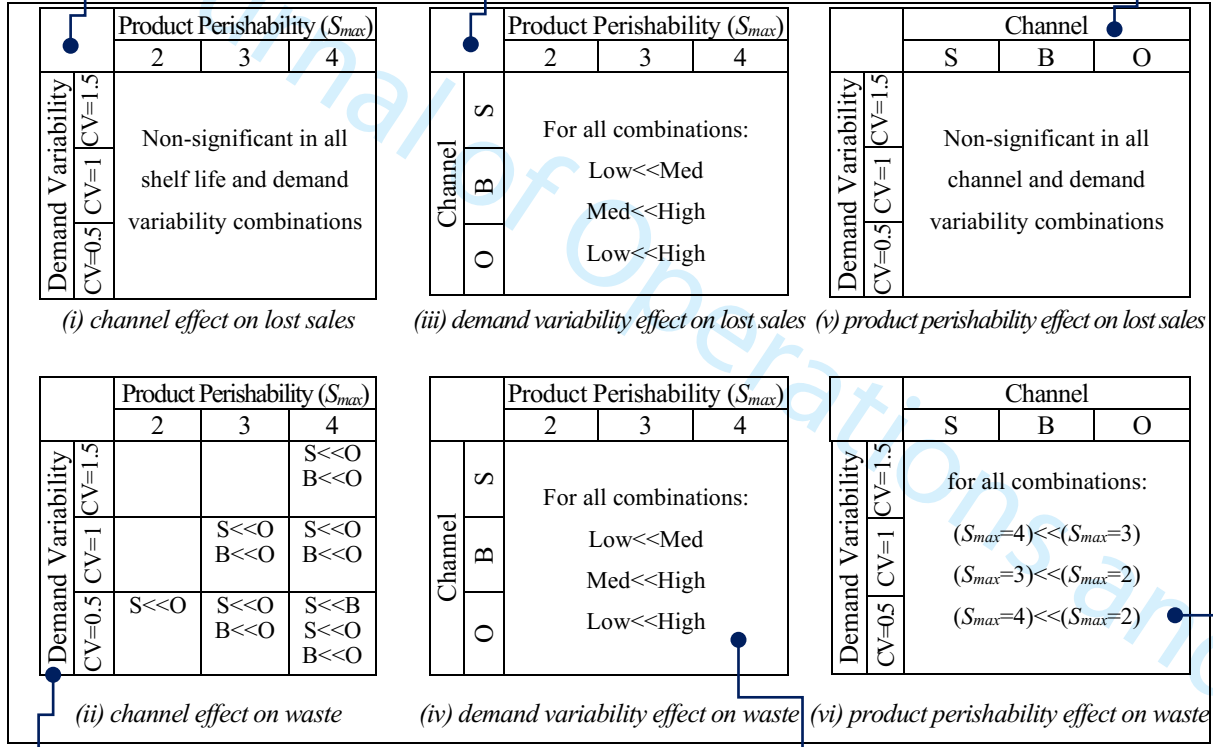 Product Perishability (Smax)
2 3 4
Demand Variability
CV=1.5
CV=1
CV=0.5
Non-significant in all
shelf life and demand
variability combinations
(i) channel effect on lost sales
Product Perishability (Smax)
2 3 4
Channel
S
B
O
For all combinations:
Low<<Med
Med<<High
Low<<High
(iii) demand variability effect on lost sales
Channel
S B O
Demand Variability
CV=1.5
CV=1
CV=0.5
Non-significant in all
channel and demand
variability combinations
(v) product perishability effect on lost sales
Product Perishability (Smax)
2 3 4
Demand Variability
CV=1.5
S<<O
B<<O
CV=1
S<<O S<<O
B<<O B<<O
CV=0.5
S<<O S<<O S<<B
B<<O S<<O
B<<O
(ii) channel effect on waste
Product Perishability (Smax)
2 3 4
Channel
S
B
O
For all combinations:
Low<<Med
Med<<High
Low<<High
(iv) demand variability effect on waste
Channel
S B O
Demand Variability
CV=1.5
CV=1
CV=0.5
for all combinations:
(Smax=4)<<(Smax=3)
(Smax=3)<<(Smax=2)
(Smax=4)<<(Smax=2)
(vi) product perishability effect on waste
rnal of Operations and